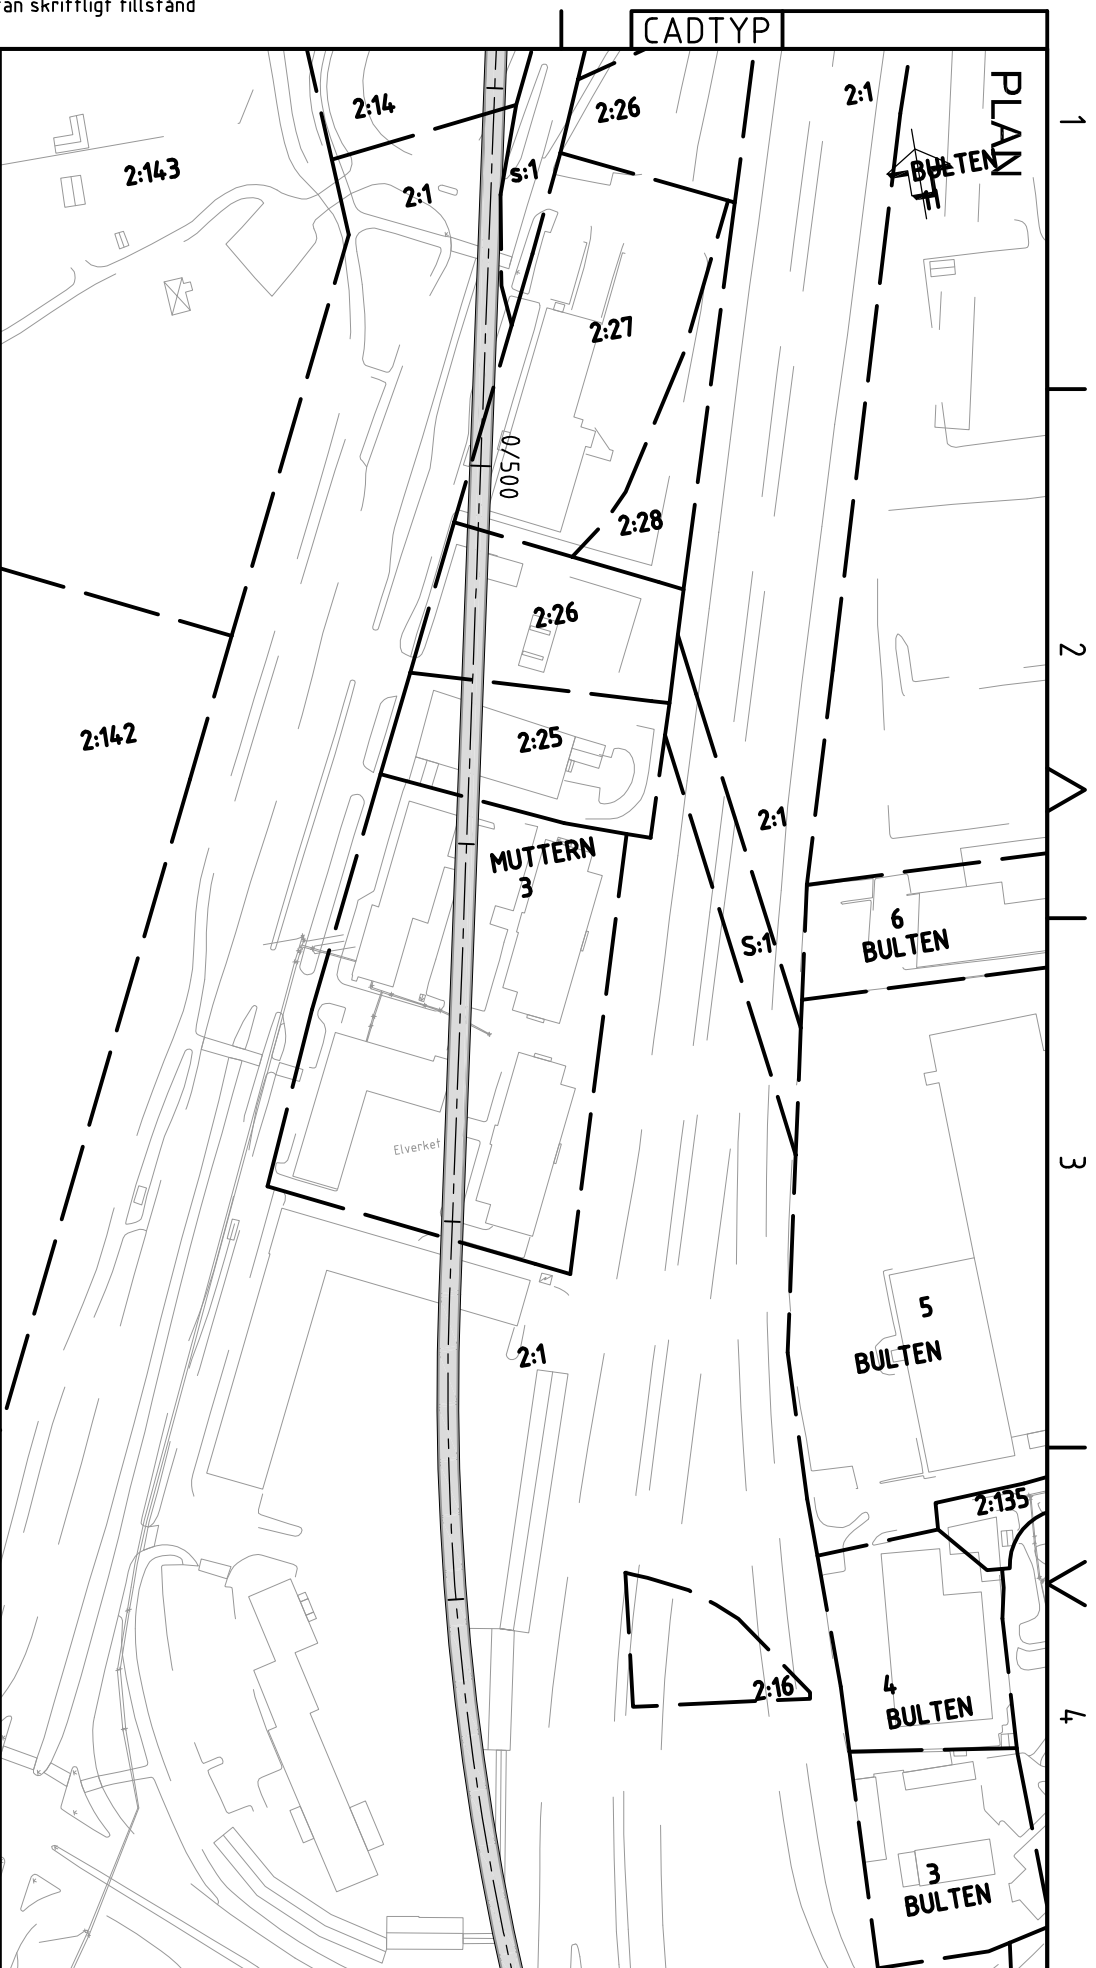 an skriffligt tillstånd
CADTYP
PLAN
1
2:14
2:26
2:1
2:143
s:1
2:1
BULTEN
2:27
0/500
2:28
2:26
2
2:142
2:25
2:1
MUTTERN
3
6
BULTEN
S:1
Elverket
3
5
BULTEN
2:1
2:135
2:16
4
BULTEN
4
3
BULTEN